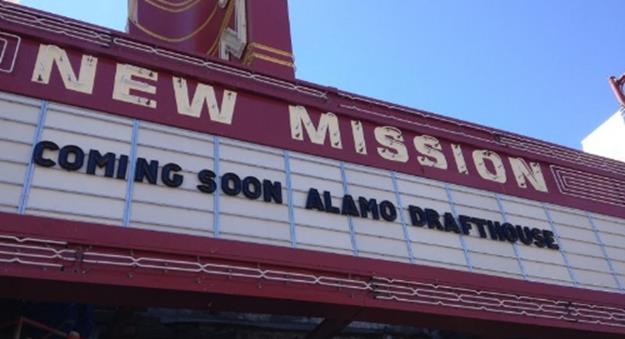 NEW MISSION
COMING SOON ALAMO DRAFTHOUSE